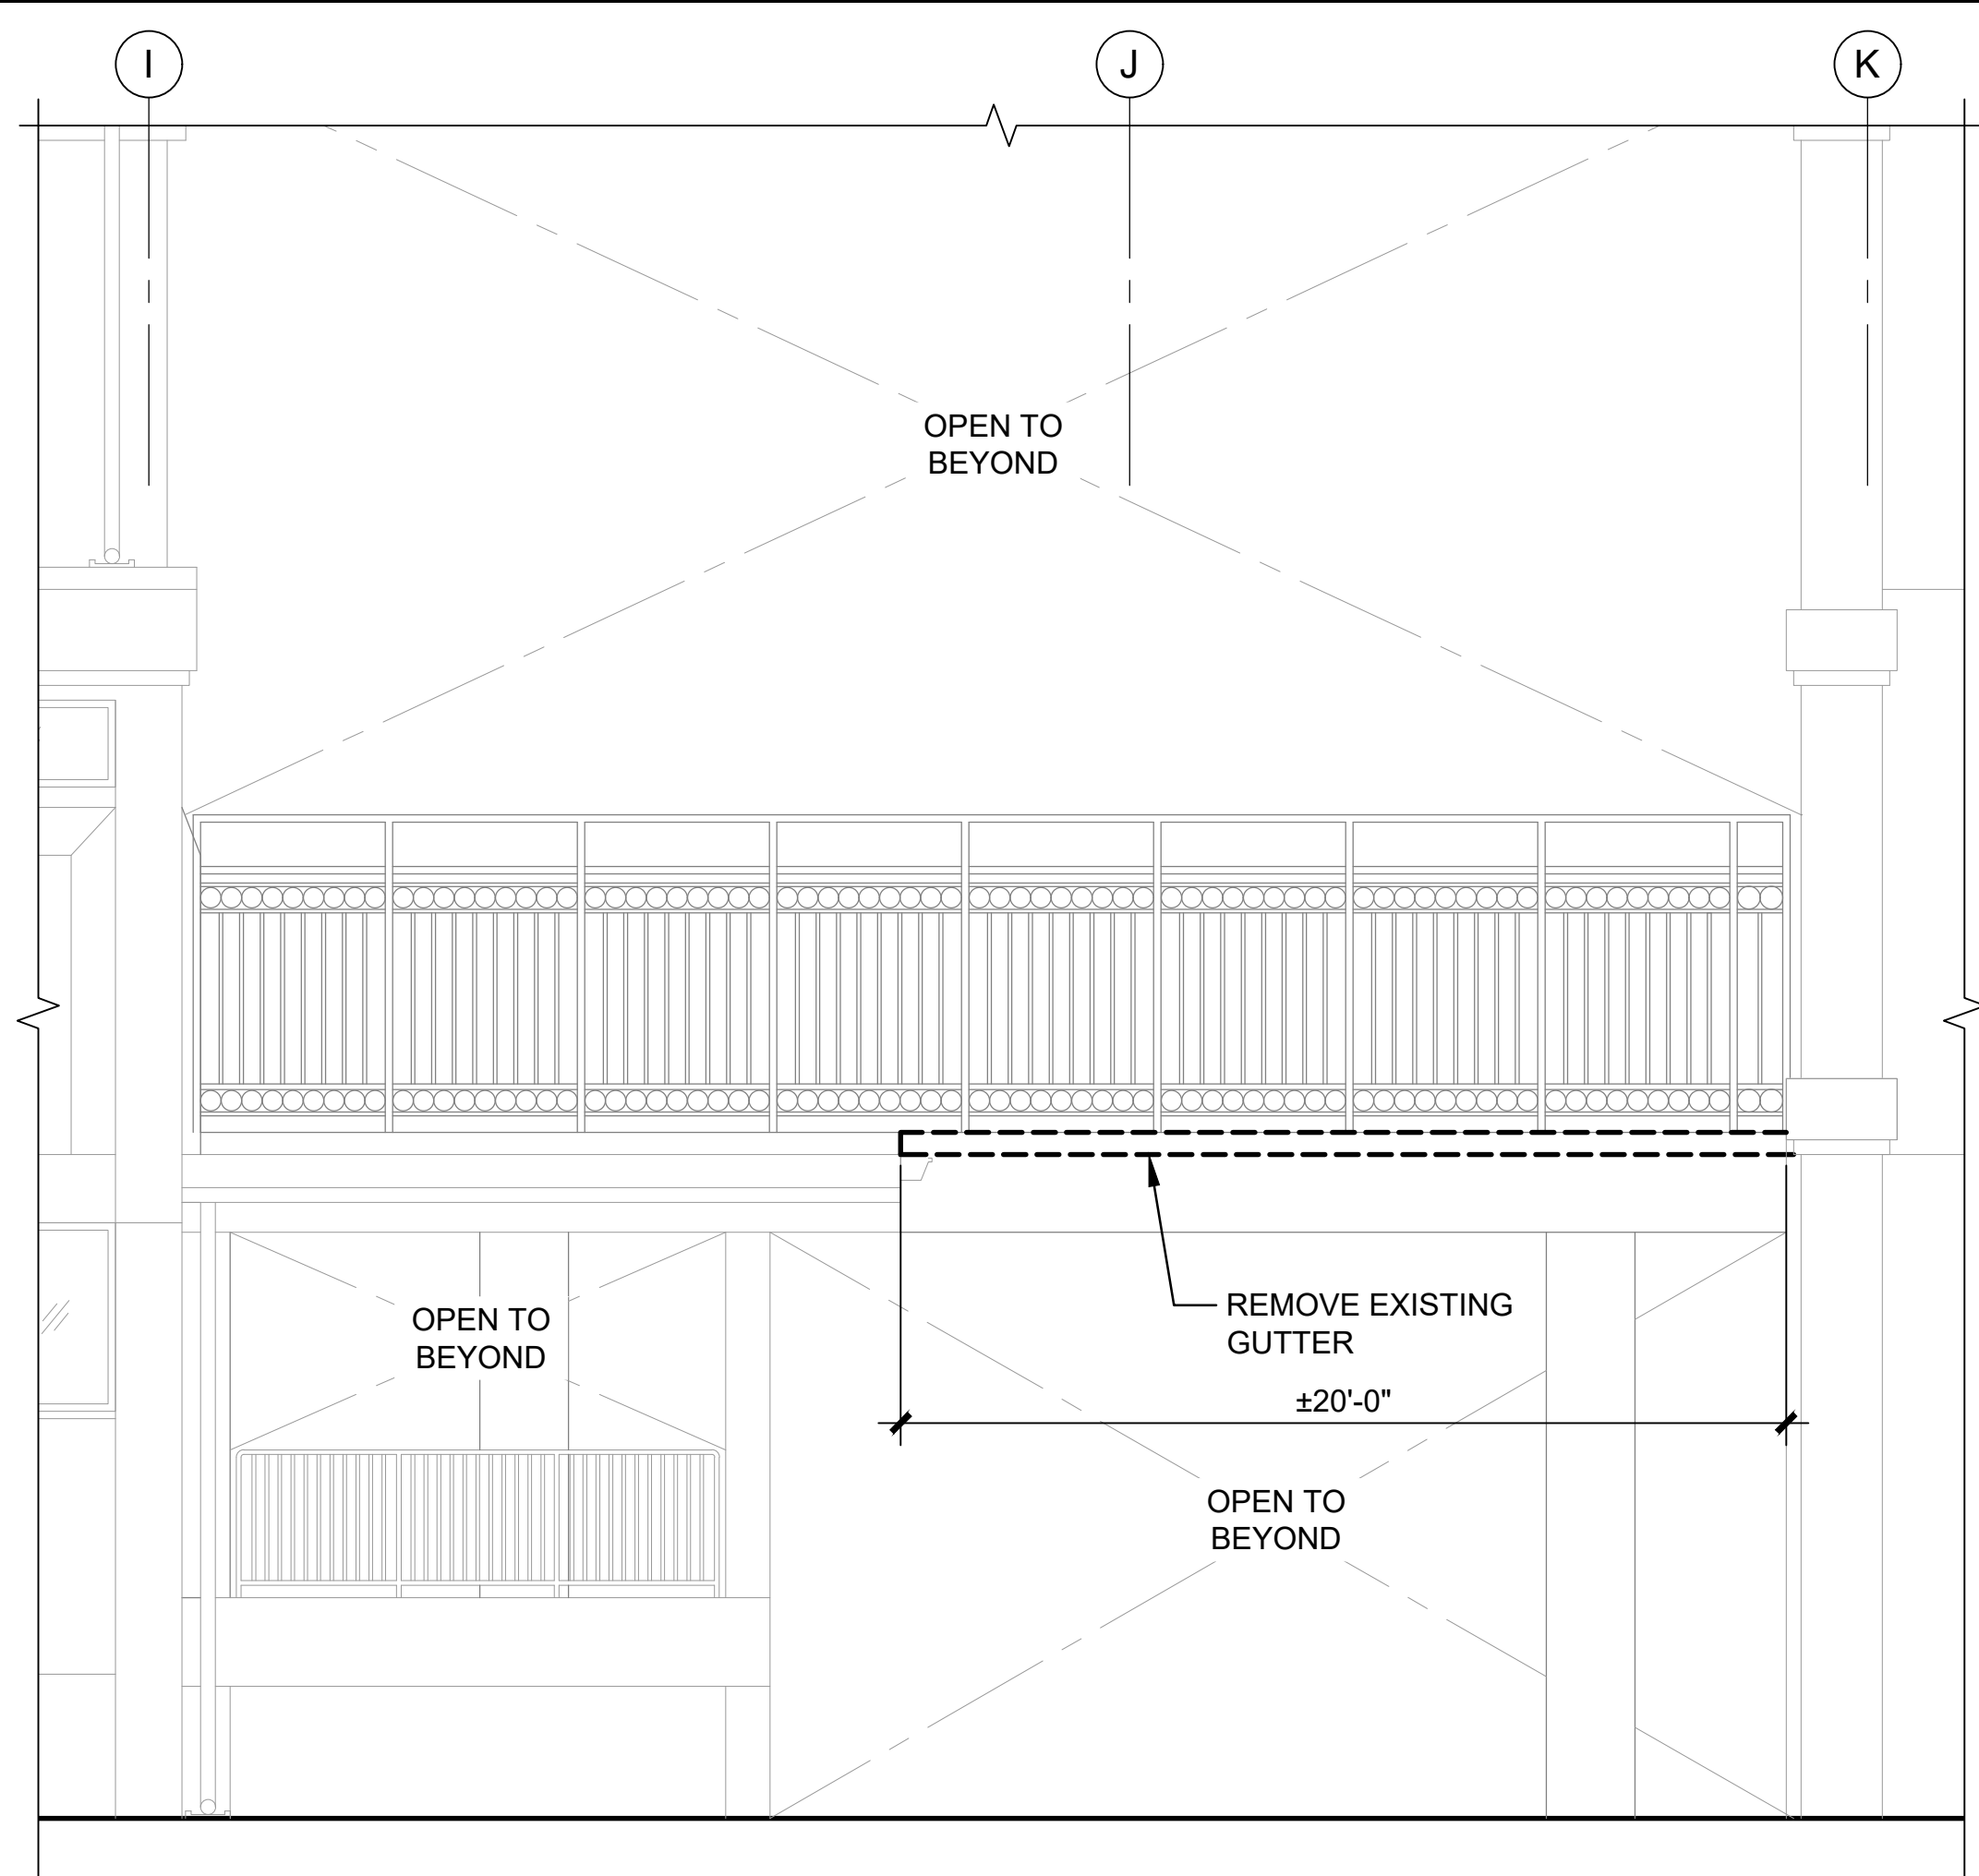 I
J
K
OPEN TO
BEYOND
OPEN TO
BEYOND
REMOVE EXISTING
GUTTER
±20'-0"
OPEN TO
BEYOND